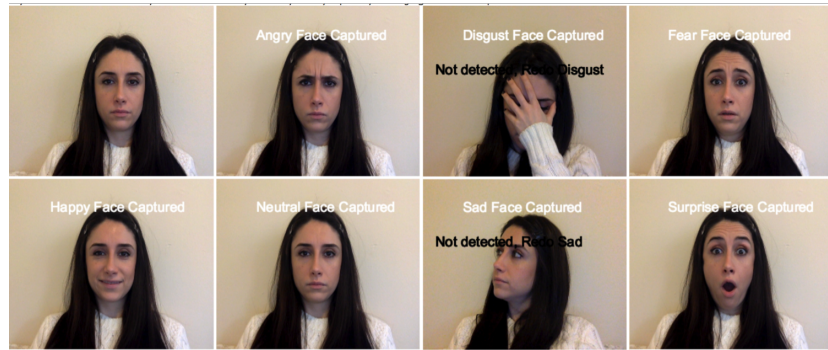 Angry Face Captured
Disgust Face Captured
Fear Face Captured
Not detected, Redo Disgust
Happy Face Captured
Neutral Face Captured
Sad Face Captured
Surprise Face Captured
Not detected, Redo Sad